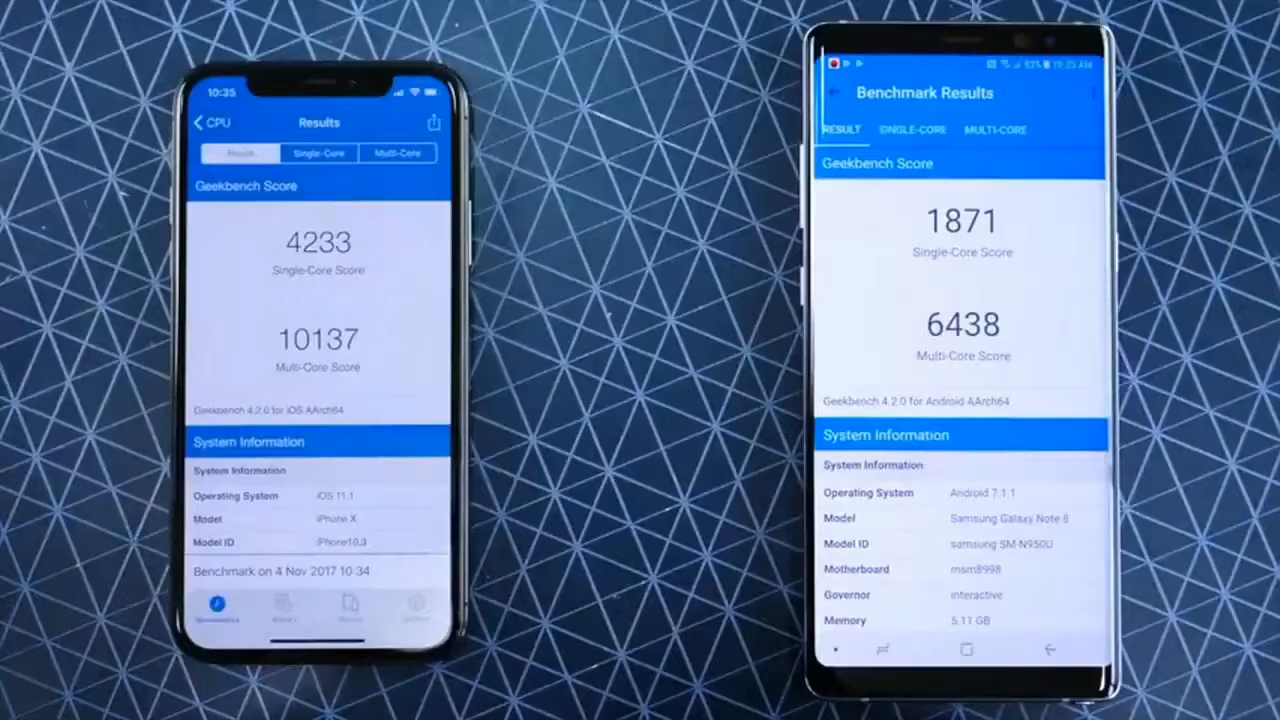 10:35
CPU
Results
Single-Core
Multi-Core
Geekbench Score
4233
Single-Core Score
10137
Multi-Core Score
Geekbench 4.2.0 for iOS AArch64
System Information
System Information
Operating System iOS 11.1
Model iPhone X
Model ID iPhone10,3
Benchmark on 4 Nov 2017 10:34
Benchmark Results
RESULT SINGLE-CORE MULTI-CORE
Geekbench Score
1871
Single-Core Score
6438
Multi-Core Score
Geekbench 4.2.0 for Android AArch64
System Information
System Information
Operating System Android 7.1.1
Model Samsung Galaxy Note 8
Model ID samsung SM-N950U
Motherboard msm8998
Governor interactive
Memory 5.11 GB